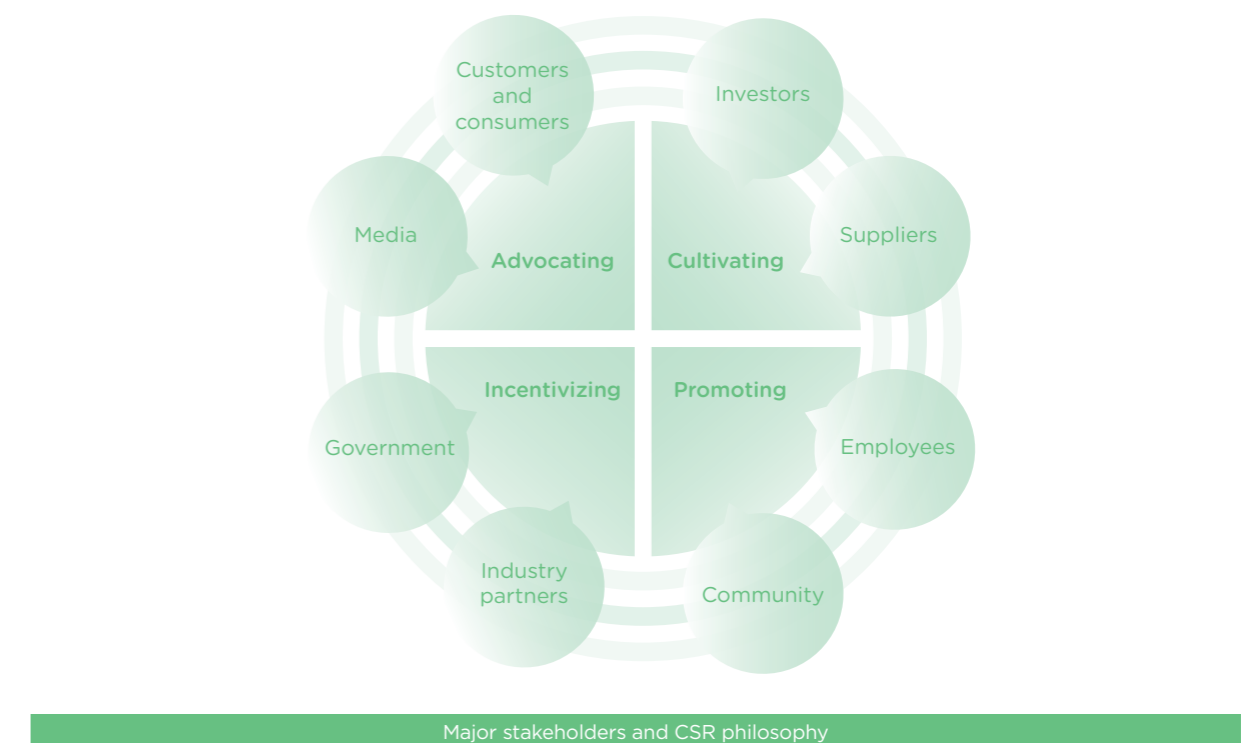 Customers
and
consumers
Investors
Media
Suppliers
Advocating
Cultivating
Incentivizing
Promoting
Government
Employees
Industry
partners
Community
Major stakeholders and CSR philosophy